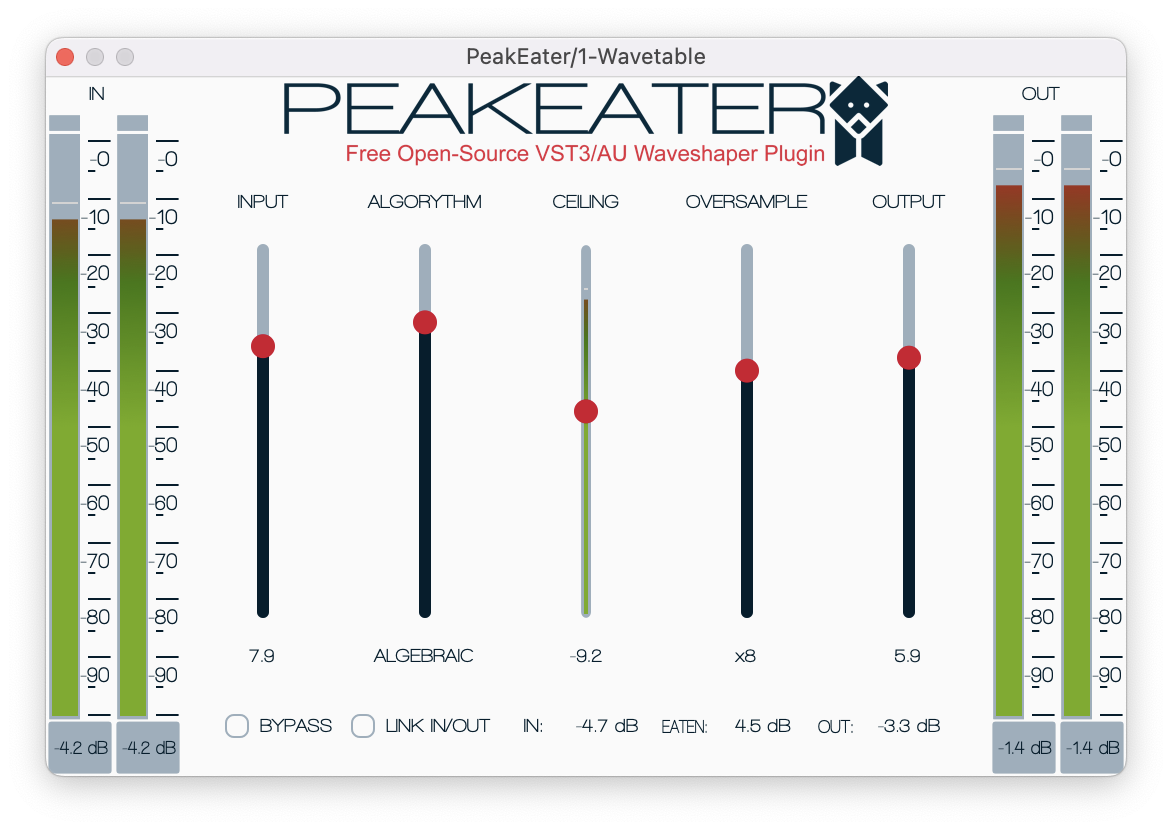 PeakEater/1-Wavetable
IN
PEAKEATER
OUT
Free Open-Source VST3/AU Waveshaper Plugin
INPUT ALGORYTHM CEILING OVERSAMPLE OUTPUT
-0 -0 -0 -0
-10 -10 -10 -10
-20 -20 -20 -20
-30 -30 -30 -30
-40 -40 -40 -40
-50 -50 -50 -50
-60 -60 -60 -60
-70 -70 -70 -70
-80 -80 -80 -80
7.9 ALGEBRAIC -9.2 x8 5.9
-90 -90 -90 -90
BYPASS LINK IN/OUT IN: -4.7 dB EATEN: 4.5 dB OUT: -3.3 dB
-4.2 dB -4.2 dB -1.4 dB -1.4 dB